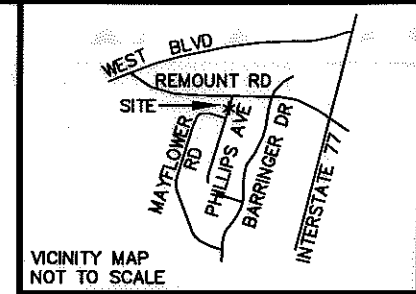 WEST BLVD
REMOUNT RD
SITE
MAYFLOWER
RD
PHILLIPS AVE
BARRINGER DR
INTERSTATE 77
VICINITY MAP
NOT TO SCALE